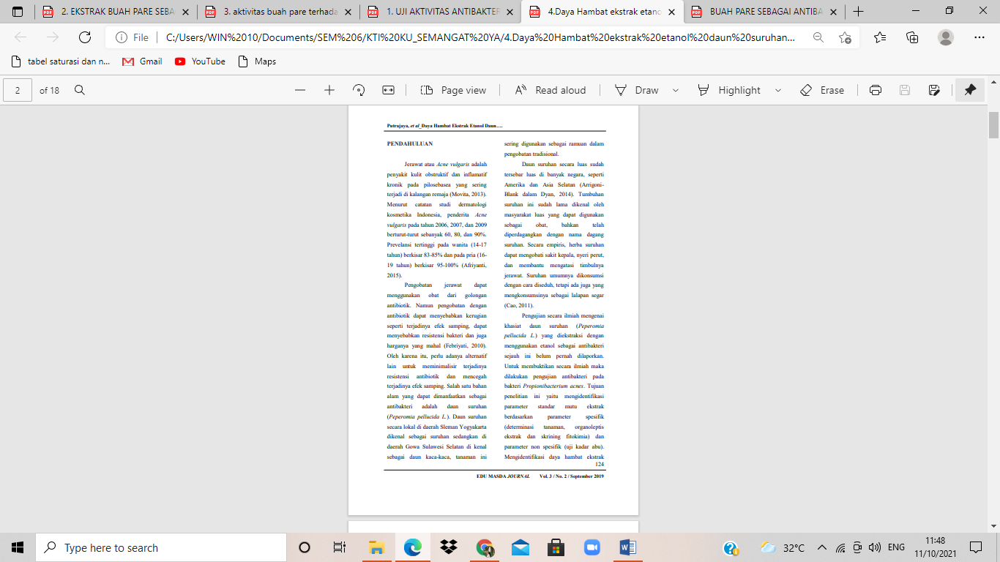 2. EKSTRAK BUAH PARE SEBA
3. aktivitas buah pare terhada
1. UJI AKTIVITAS ANTIBAKTER
4.Daya Hambat ekstrak etano
BUAH PARE SEBAGAI ANTIBA
File
C:/Users/WIN%2010/Documents/SEM%206/KTI%20KU_SEMANGAT%20YA/4.Daya%20Hambat%20ekstrak%20etanol%20daun%20suruhan...
tabel saturasi dan n...
Gmail
YouTube
Maps
2
of 18
Page view
Read aloud
Draw
Highlight
Erase
Putrajaya, et al_Daya Hambat Ekstrak Etanol Daun….
PENDAHULUAN
Jerawat atau Acne vulgaris adalah
penyakit kulit obstruktif dan inflamatif
kronik pada pilosebasea yang sering
terjadi di kalangan remaja (Movita, 2013).
Menurut catatan studi dermatologi
kosmetika Indonesia, penderita Acne
vulgaris pada tahun 2006, 2007, dan 2009
berturut-turut sebanyak 60, 80, dan 90%.
Prevelansi tertinggi pada wanita (14-17
tahun) berkisar 83-85% dan pada pria (16-
19 tahun) berkisar 95-100% (Afriyanti,
2015).
Pengobatan jerawat dapat
menggunakan obat dari golongan
antibiotik. Namun pengobatan dengan
antibiotik dapat menyebabkan kerugian
seperti terjadinya efek samping, dapat
menyebabkan resistensi bakteri dan juga
harganya yang mahal (Febriyati, 2010).
Oleh karena itu, perlu adanya alternatif
lain untuk meminimalisir terjadinya
resistensi antibiotik dan mencegah
terjadinya efek samping. Salah satu bahan
alam yang dapat dimanfaatkan sebagai
antibakteri adalah daun suruhan
(Peperomia pellucida L.). Daun suruhan
secara lokal di daerah Sleman Yogyakarta
dikenal sebagai suruhan sedangkan di
daerah Gowa Sulawesi Selatan di kenal
sebagai daun kaca-kaca, tanaman ini
sering digunakan sebagai ramuan dalam
pengobatan tradisional.
Daun suruhan secara luas sudah
tersebar luas di banyak negara, seperti
Amerika dan Asia Selatan (Arrigoni-
Blank dalam Dyan, 2014). Tumbuhan
suruhan ini sudah lama dikenal oleh
masyarakat luas yang dapat digunakan
sebagai obat, bahkan telah
diperdagangkan dengan nama dagang
suruhan. Secara empiris, herba suruhan
dapat mengobati sakit kepala, nyeri perut,
dan membantu mengatasi timbulnya
jerawat. Suruhan umumnya dikonsumsi
dengan cara diseduh, tetapi ada juga yang
mengkonsumsinya sebagai lalapan segar
(Cao, 2011).
Pengujian secara ilmiah mengenai
khasiat daun suruhan (Peperomia
pellucida L.) yang diekstraksi dengan
menggunakan etanol sebagai antibakteri
sejauh ini belum pernah dilaporkan.
Untuk membuktikan secara ilmiah maka
dilakukan pengujian antibakteri pada
bakteri Propionibacterium acnes. Tujuan
penelitian ini yaitu mengidentifikasi
parameter standar mutu ekstrak
berdasarkan parameter spesifik
(determinasi tanaman, organoleptis
ekstrak dan skrining fitokimia) dan
parameter non spesifik (uji kadar abu).
Mengidentifikasi daya hambat ekstrak
124
EDU MASDA JOURNAL Vol. 3 / No. 2 / September 2019
Type here to search
32°C
ENG
11:48
11/10/2021